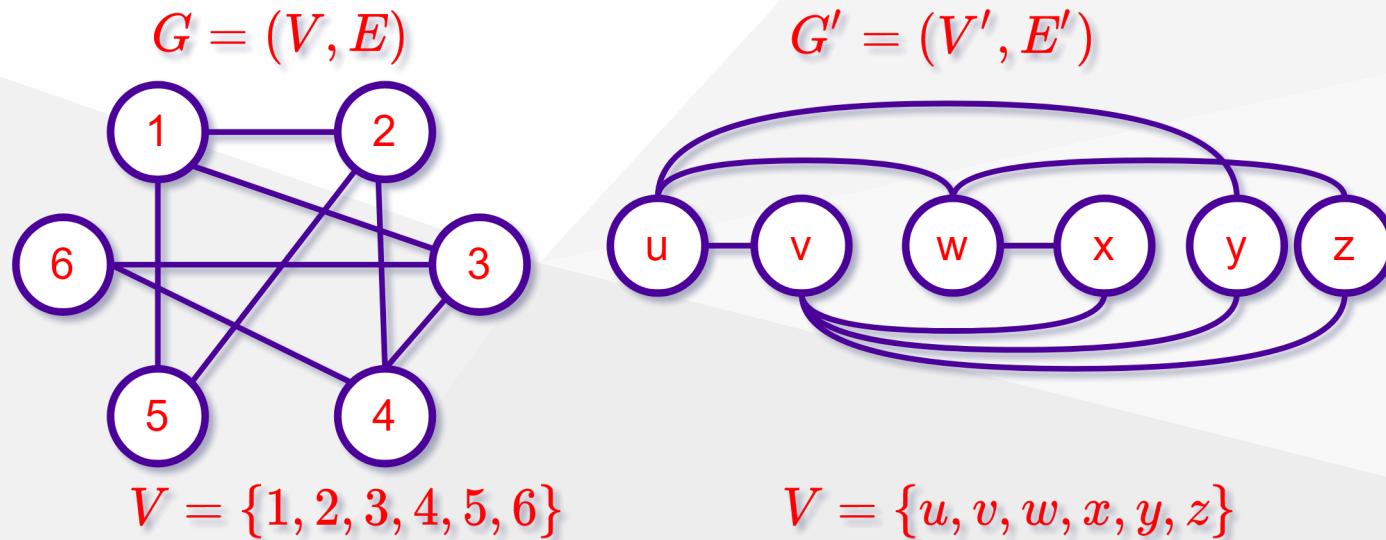 G = (V, E)
G′ = (V′, E′)
1
2
6
3
5
4
u
v
w
x
y
z
V = {1, 2, 3, 4, 5, 6}
V = {u, v, w, x, y, z}